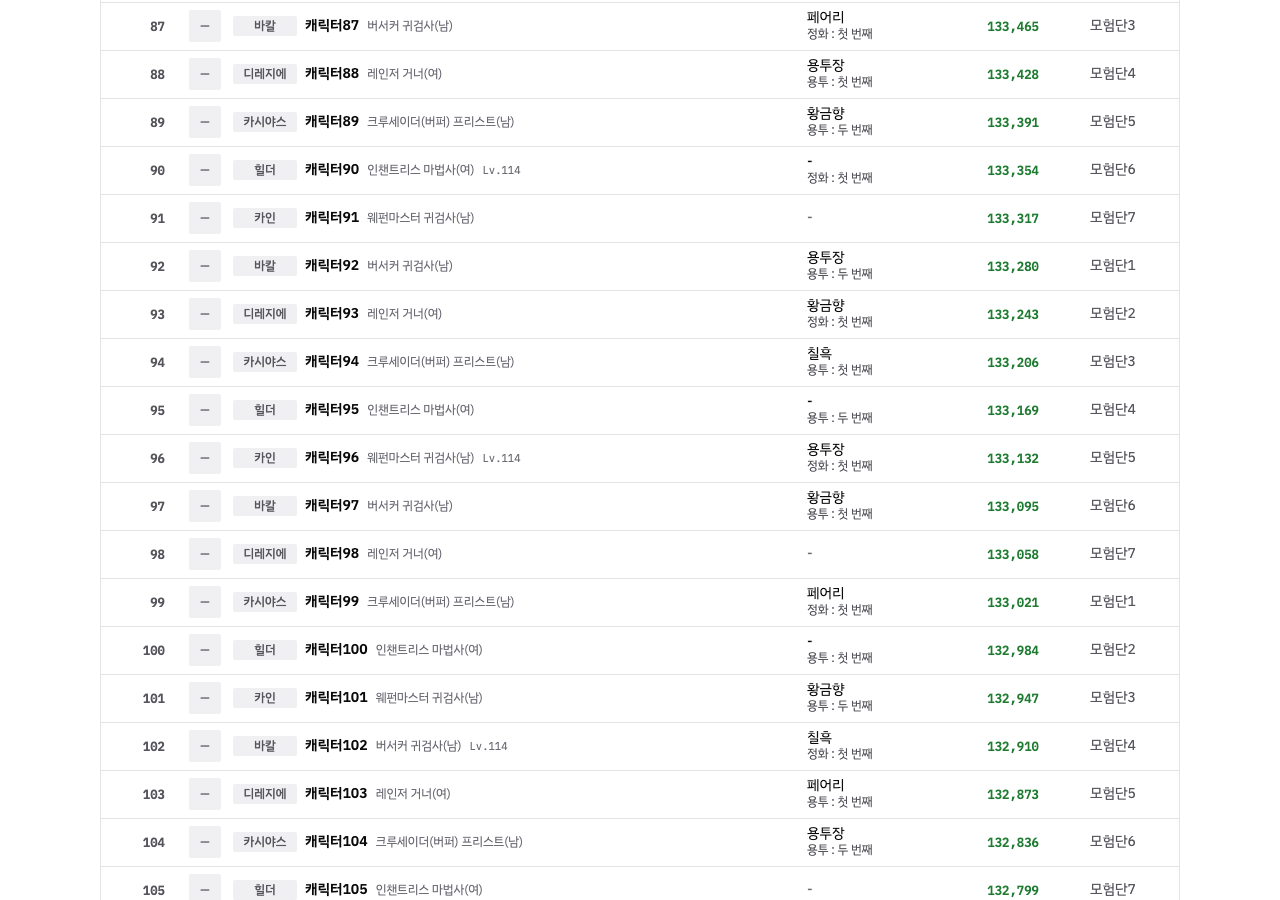 87 – 바칼 캐릭터87 버서커 귀검사(남) 페어리 133,465 모험단3
정화 : 첫 번째
88 – 디레지에 캐릭터88 레인저 거너(여) 용투장 133,428 모험단4
용투 : 첫 번째
89 – 카시야스 캐릭터89 크루세이더(버퍼) 프리스트(남) 황금향 133,391 모험단5
용투 : 두 번째
90 – 힐더 캐릭터90 인챈트리스 마법사(여) Lv.114 - 133,354 모험단6
정화 : 첫 번째
91 – 카인 캐릭터91 웨펀마스터 귀검사(남) - 133,317 모험단7
92 – 바칼 캐릭터92 버서커 귀검사(남) 용투장 133,280 모험단1
용투 : 두 번째
93 – 디레지에 캐릭터93 레인저 거너(여) 황금향 133,243 모험단2
정화 : 첫 번째
94 – 카시야스 캐릭터94 크루세이더(버퍼) 프리스트(남) 칠흑 133,206 모험단3
용투 : 첫 번째
95 – 힐더 캐릭터95 인챈트리스 마법사(여) - 133,169 모험단4
용투 : 두 번째
96 – 카인 캐릭터96 웨펀마스터 귀검사(남) Lv.114 용투장 133,132 모험단5
정화 : 첫 번째
97 – 바칼 캐릭터97 버서커 귀검사(남) 황금향 133,095 모험단6
용투 : 첫 번째
98 – 디레지에 캐릭터98 레인저 거너(여) - 133,058 모험단7
99 – 카시야스 캐릭터99 크루세이더(버퍼) 프리스트(남) 페어리 133,021 모험단1
정화 : 첫 번째
100 – 힐더 캐릭터100 인챈트리스 마법사(여) - 132,984 모험단2
용투 : 첫 번째
101 – 카인 캐릭터101 웨펀마스터 귀검사(남) 황금향 132,947 모험단3
용투 : 두 번째
102 – 바칼 캐릭터102 버서커 귀검사(남) Lv.114 칠흑 132,910 모험단4
정화 : 첫 번째
103 – 디레지에 캐릭터103 레인저 거너(여) 페어리 132,873 모험단5
용투 : 첫 번째
104 – 카시야스 캐릭터104 크루세이더(버퍼) 프리스트(남) 용투장 132,836 모험단6
용투 : 두 번째
105 – 힐더 캐릭터105 인챈트리스 마법사(여) - 132,799 모험단7